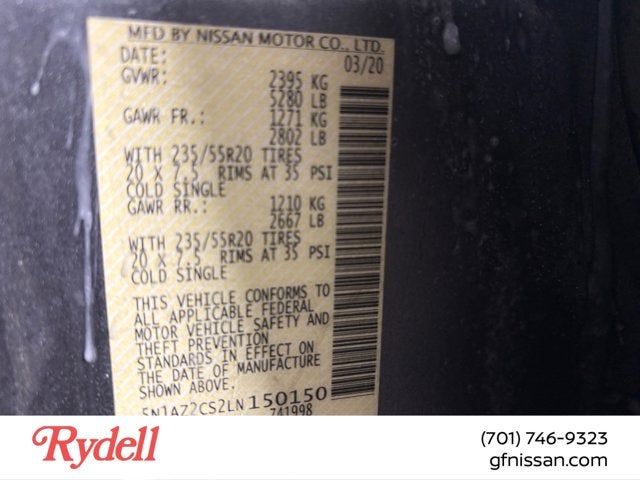 MFD BY NISSAN MOTOR CO., LTD.
DATE: 03/20
GVWR: 2395 KG
5280 LB
GAWR FR.: 1271 KG
2802 LB
WITH 235/55R20 TIRES
20 X 7.5 RIMS AT 35 PSI
COLD SINGLE
GAWR RR.: 1210 KG
2667 LB
WITH 235/55R20 TIRES
20 X 7.5 RIMS AT 35 PSI
COLD SINGLE
THIS VEHICLE CONFORMS TO
ALL APPLICABLE FEDERAL
MOTOR VEHICLE SAFETY AND
THEFT PREVENTION
STANDARDS IN EFFECT ON
THE DATE OF MANUFACTURE
SHOWN ABOVE.
5N1AZ2CS2LN150150
741998
Rydell
(701) 746-9323
gfnissan.com